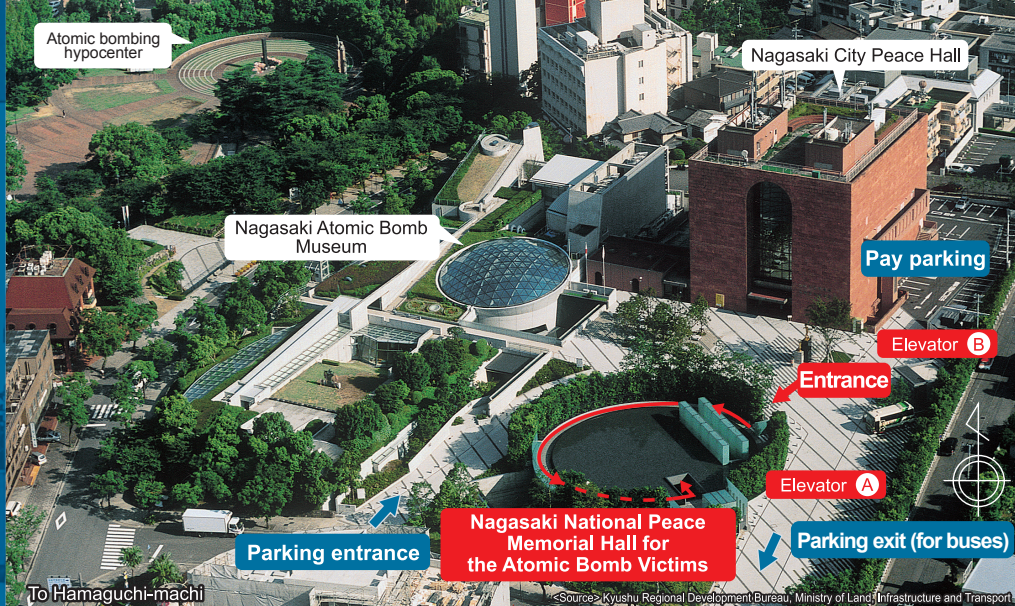 Atomic bombing
hypocenter
Nagasaki City Peace Hall
Nagasaki Atomic Bomb
Museum
Pay parking
Elevator B
Entrance
Elevator A
Nagasaki National Peace
Memorial Hall for
the Atomic Bomb Victims
Parking exit (for buses)
Parking entrance
To Hamaguchi-machi
<Source> Kyushu Regional Development Bureau, Ministry of Land, Infrastructure and Transport